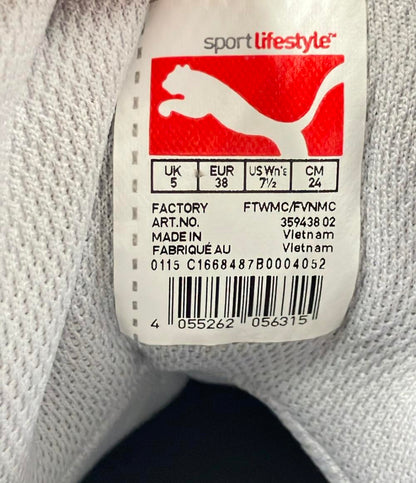 sportlifestyle™
UK EUR US Wn's CM
5 38 7½ 24
FACTORY FTWMC/FVNMC
ART.NO. 359438 02
MADE IN Vietnam
FABRIQUÉ AU Vietnam
0115 C1668487B0004052
4 055262 056315